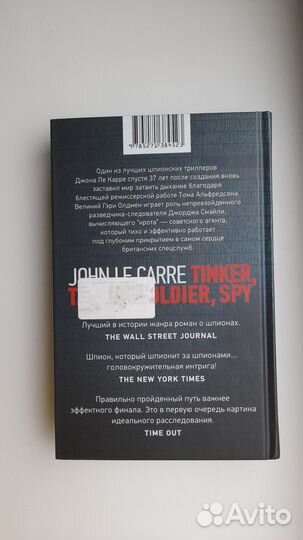 9 785271 384523
Один из лучших шпионских триллеров
Джона Ле Карре спустя 37 лет после создания вновь
заставил мир затаить дыхание благодаря
блестящей режиссерской работе Тома Альфредсона.
Великий Гэри Олдмен играет роль непревзойденного
разведчика-следователя Джорджа Смайли,
вычисляющего "крота" — советского агента,
который тихо и эффективно работает
под глубоким прикрытием в самом сердце
британских спецслужб.
JOHN LE CARRE TINKER,
SOLDIER, SPY
Лучший в истории жанра роман о шпионах.
THE WALL STREET JOURNAL
Шпион, который шпионит за шпионами...
головокружительная интрига!
THE NEW YORK TIMES
Правильно пройденный путь важнее
эффектного финала. Это в первую очередь картина
идеального расследования.
TIME OUT
Avito